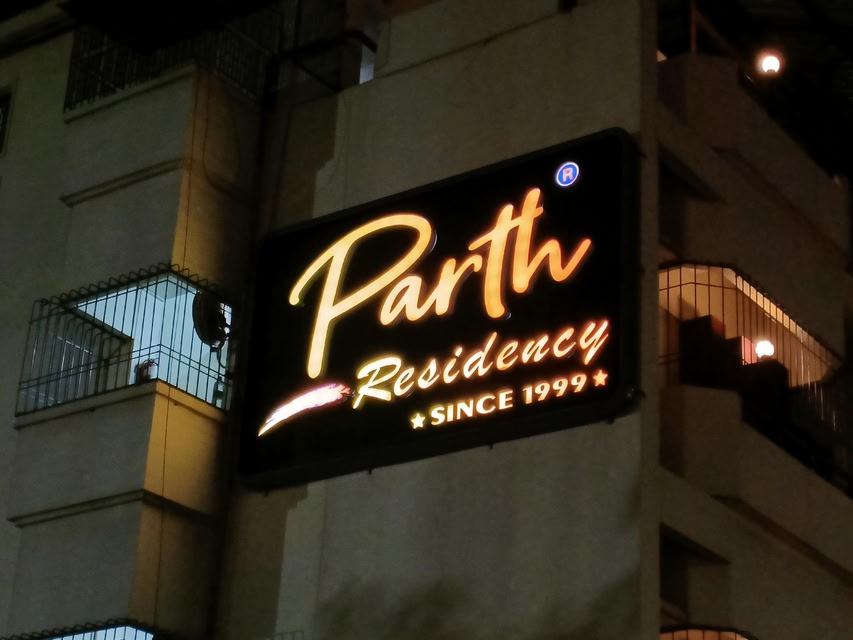 ®
Parth
Residency
★SINCE 1999★